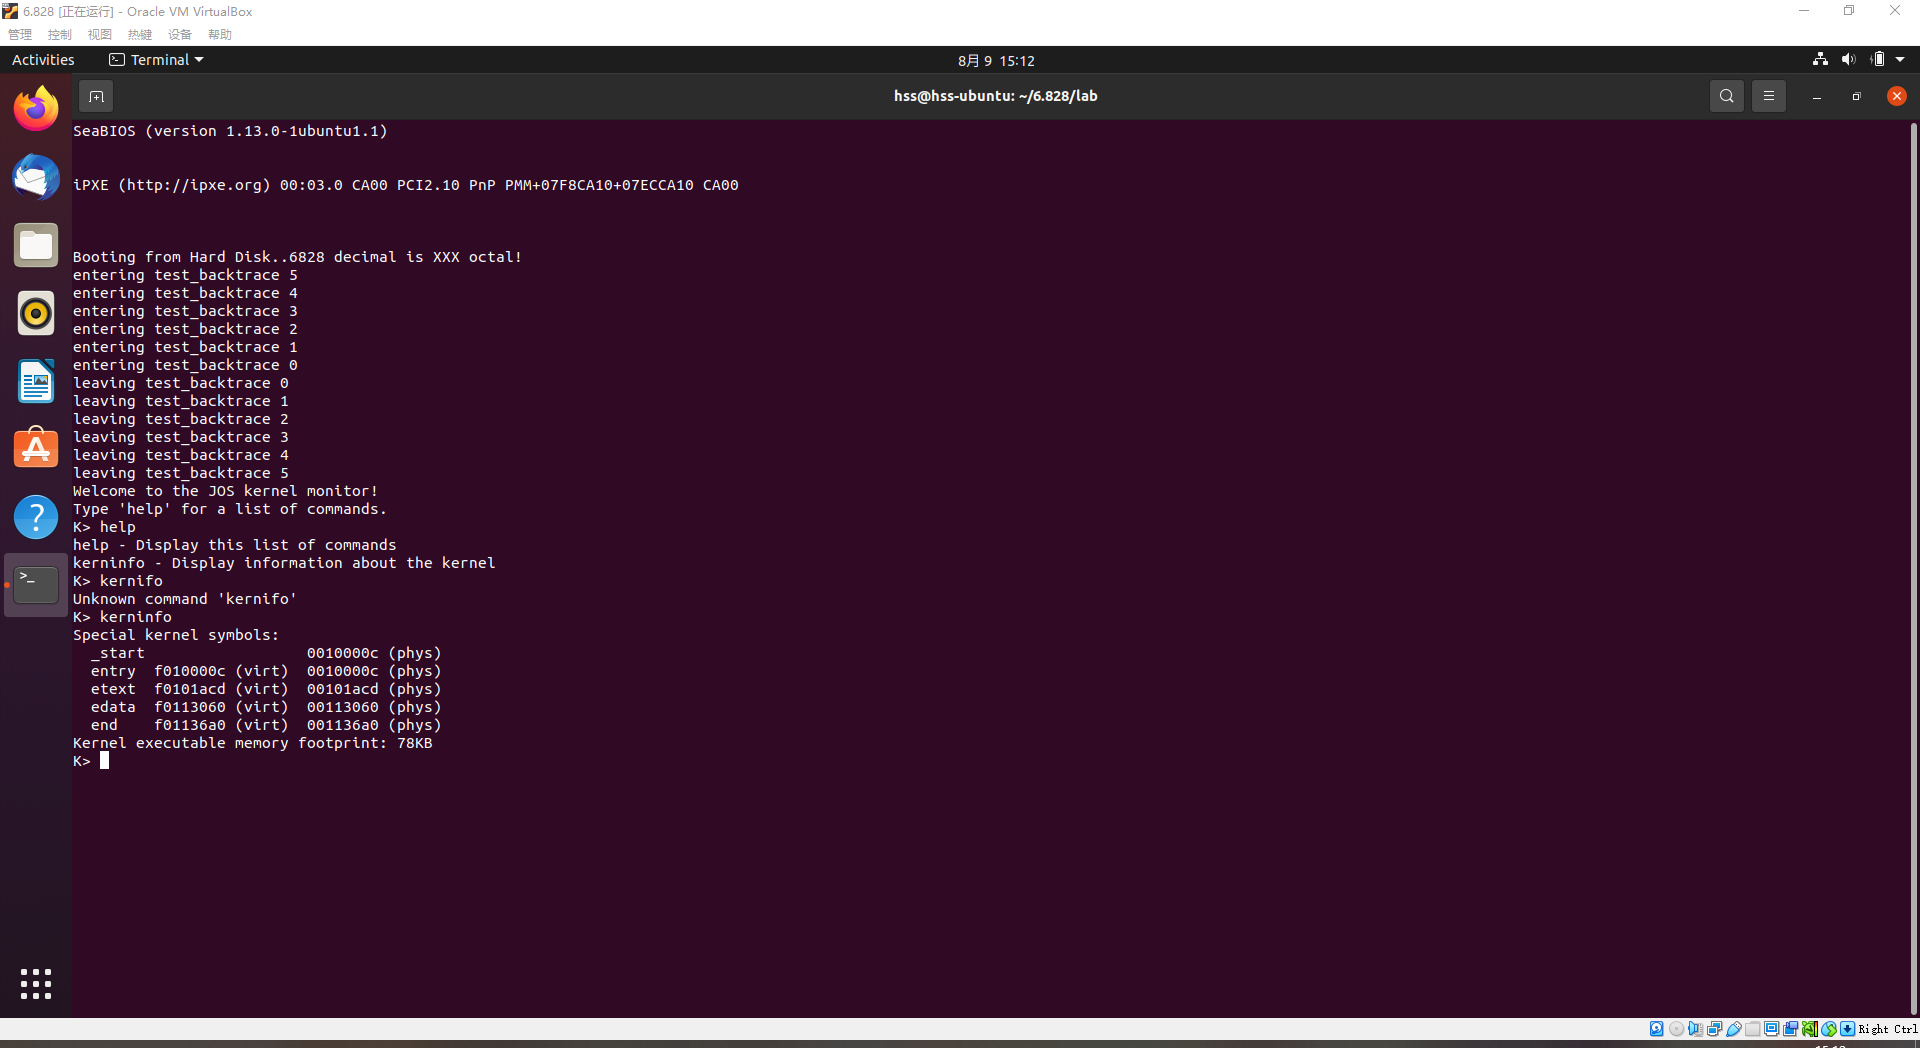 6.828 [正在运行] - Oracle VM VirtualBox
管理 控制 视图 热键 设备 帮助
Activities Terminal 8月 9 15:12
hss@hss-ubuntu: ~/6.828/lab
SeaBIOS (version 1.13.0-1ubuntu1.1)
iPXE (http://ipxe.org) 00:03.0 CA00 PCI2.10 PnP PMM+07F8CA10+07ECCA10 CA00
Booting from Hard Disk..6828 decimal is XXX octal!
entering test_backtrace 5
entering test_backtrace 4
entering test_backtrace 3
entering test_backtrace 2
entering test_backtrace 1
entering test_backtrace 0
leaving test_backtrace 0
leaving test_backtrace 1
leaving test_backtrace 2
leaving test_backtrace 3
leaving test_backtrace 4
leaving test_backtrace 5
Welcome to the JOS kernel monitor!
Type 'help' for a list of commands.
K> help
help - Display this list of commands
kerninfo - Display information about the kernel
K> kernifo
Unknown command 'kernifo'
K> kerninfo
Special kernel symbols:
_start 0010000c (phys)
entry f010000c (virt) 0010000c (phys)
etext f0101acd (virt) 00101acd (phys)
edata f0113060 (virt) 00113060 (phys)
end f01136a0 (virt) 001136a0 (phys)
Kernel executable memory footprint: 78KB
K>
Right Ctrl